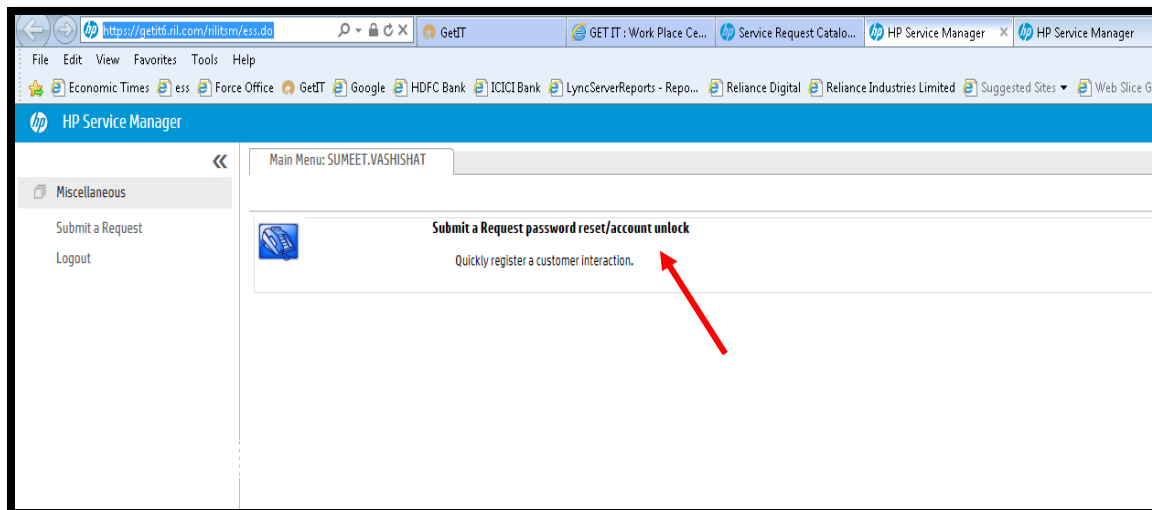 https://getit6.ril.com/rilitsm/ess.do GetIT GET IT : Work Place Ce... Service Request Catalo... HP Service Manager HP Service Manager
File Edit View Favorites Tools Help
Economic Times ess Force Office GetIT Google HDFC Bank ICICI Bank LyncServerReports - Repo... Reliance Digital Reliance Industries Limited Suggested Sites Web Slice G
hp HP Service Manager
Main Menu: SUMEET.VASHISHAT
Miscellaneous
Submit a Request
Logout
Submit a Request password reset/account unlock
Quickly register a customer interaction.